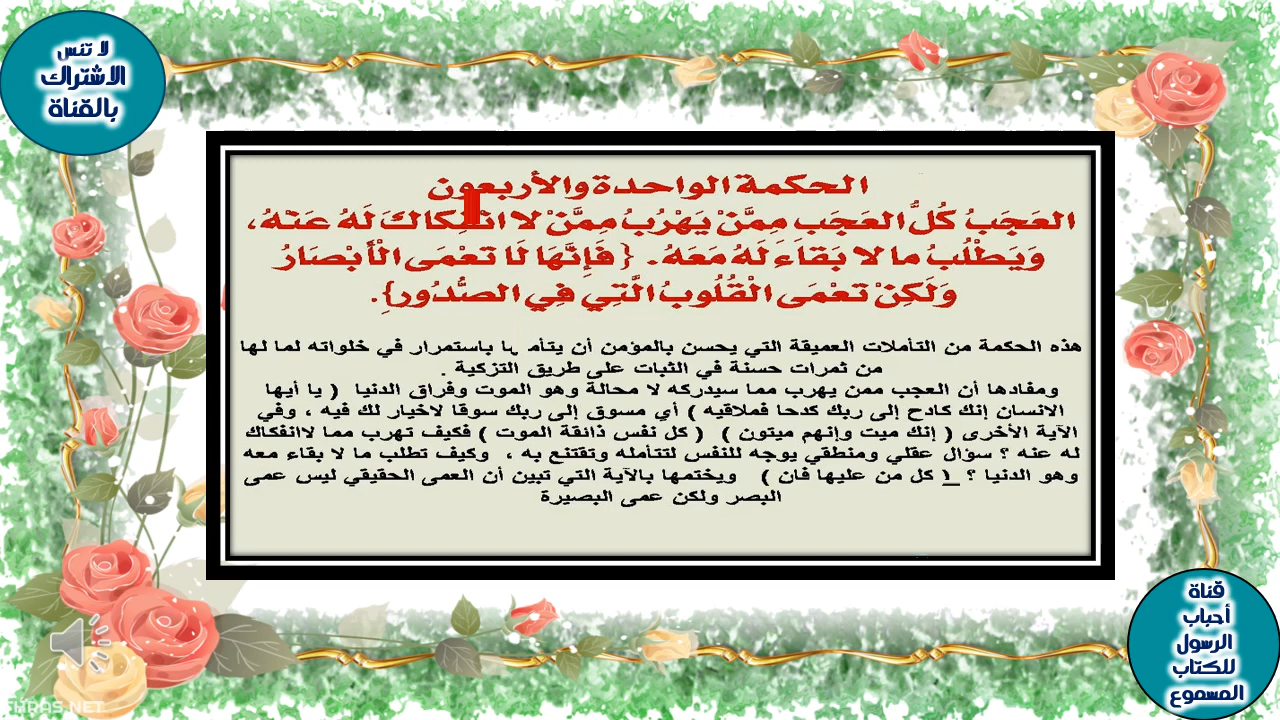 لا تنس
الاشتراك
بالقناة
الحكمة الواحدة والأربعون
العَجَبُ كُلُّ العَجَبِ مِمَّنْ يَهْرُبُ مِمَّنْ لا انْفِكاكَ لَهُ عَنْهُ،
وَيَطْلُبُ ما لا بَقاءَ لَهُ مَعَهُ. {فَإِنَّهَا لَا تَعْمَى الْأَبْصَارُ
وَلَكِنْ تَعْمَى الْقُلُوبُ الَّتِي فِي الصُّدُورِ}.
هذه الحكمة من التأملات العميقة التي يحسن بالمؤمن أن يتأملها باستمرار في خلواته لما لها
من ثمرات حسنة في الثبات على طريق التزكية .
ومفادها أن العجب ممن يهرب مما سيدركه لا محالة وهو الموت وفراق الدنيا ( يا أيها
الانسان إنك كادح إلى ربك كدحا فملاقيه ) أي مسوق إلى ربك سوقا لاخيار لك فيه ، وفي
الآية الأخرى ( إنك ميت وإنهم ميتون ) ( كل نفس ذائقة الموت ) فكيف تهرب مما لاانفكاك
له عنه ؟ سؤال عقلي ومنطقي يوجه للنفس لتتأمله وتقتنع به ، وكيف تطلب ما لا بقاء معه
وهو الدنيا ؟ ( كل من عليها فان ) ويختمها بالآية التي تبين أن العمى الحقيقي ليس عمى
البصر ولكن عمى البصيرة
قناة
أحباب
الرسول
للكتاب
المسموع